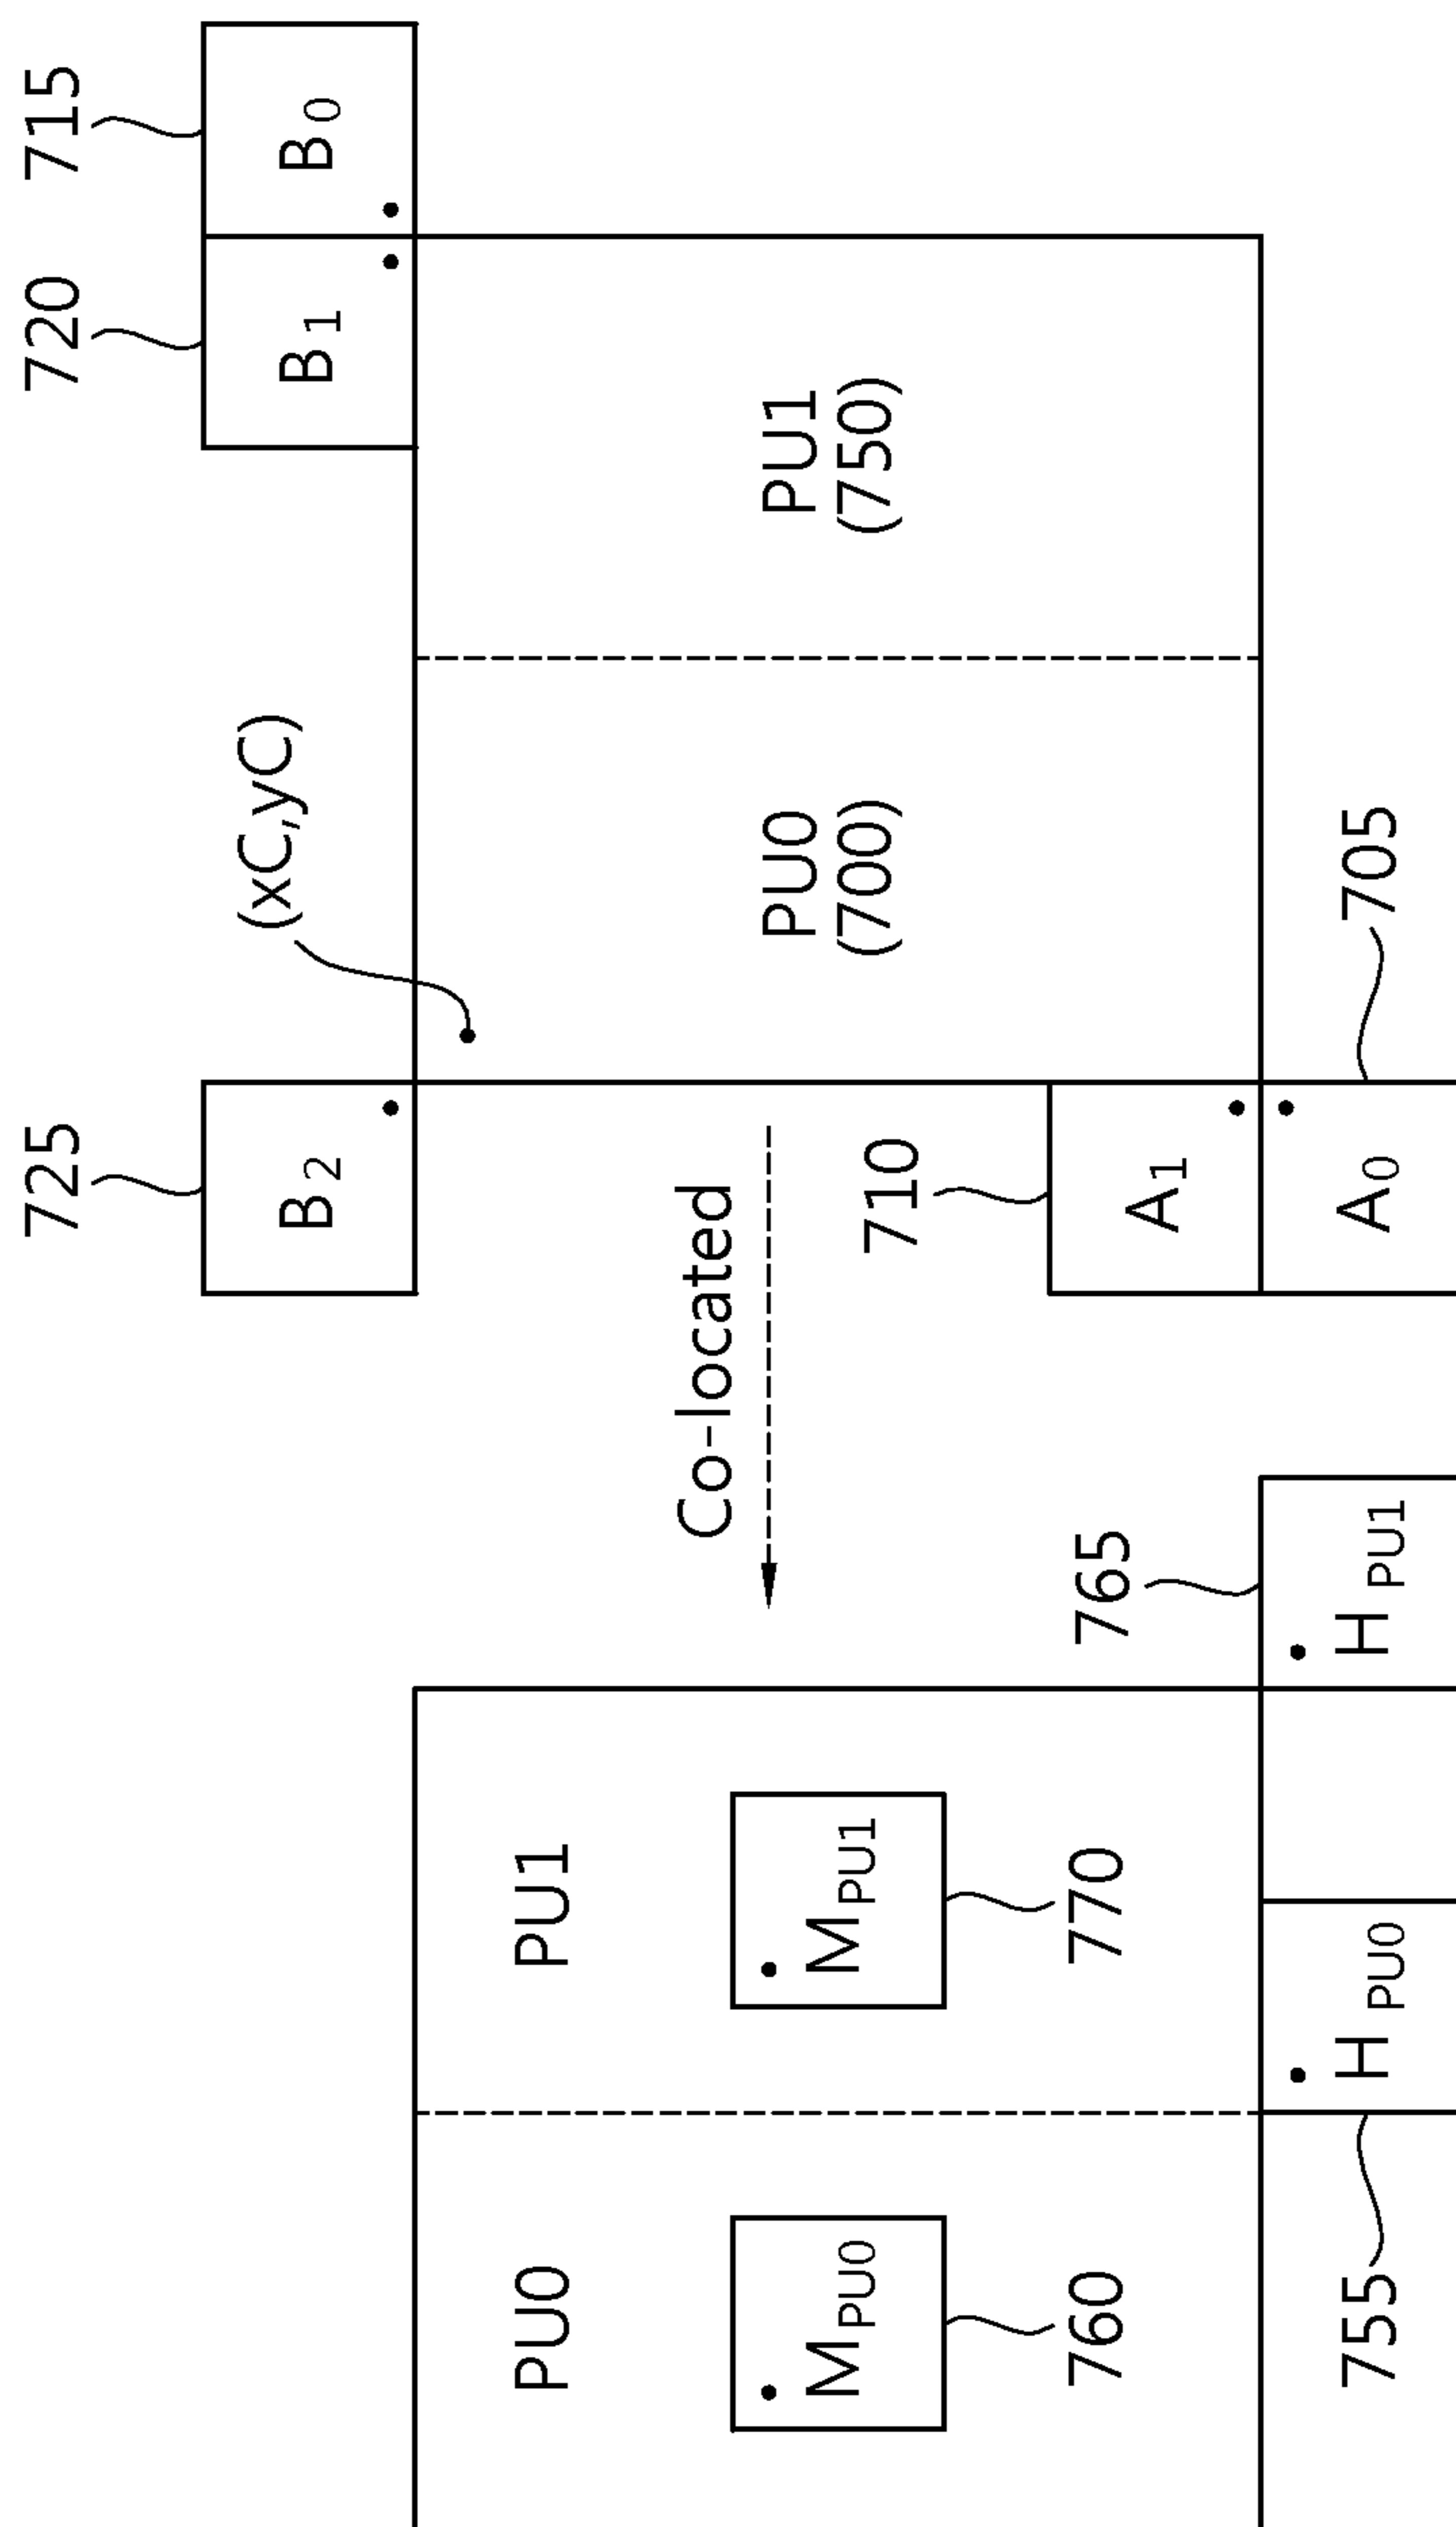 725
720
715
B2
(xC,yC)
B1
B0
Co-located
PU0
(700)
PU1
(750)
710
A1
A0
705
PU0
PU1
MPU0
MPU1
760
770
765
755
HPU0
HPU1